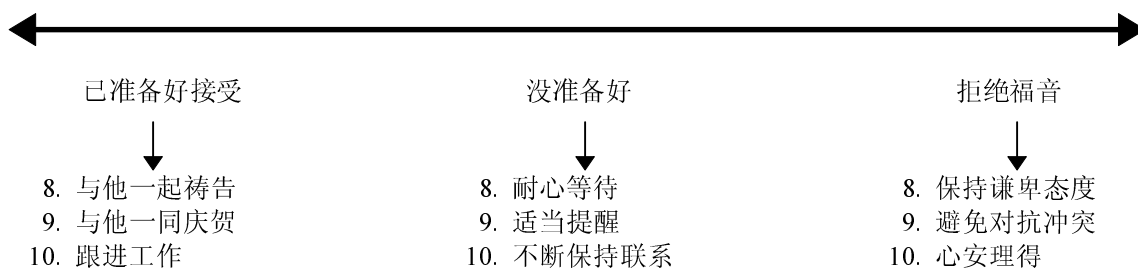 已准备好接受
没准备好
拒绝福音
8. 与他一起祷告
9. 与他一同庆贺
10. 跟进工作
8. 耐心等待
9. 适当提醒
10. 不断保持联系
8. 保持谦卑态度
9. 避免对抗冲突
10. 心安理得